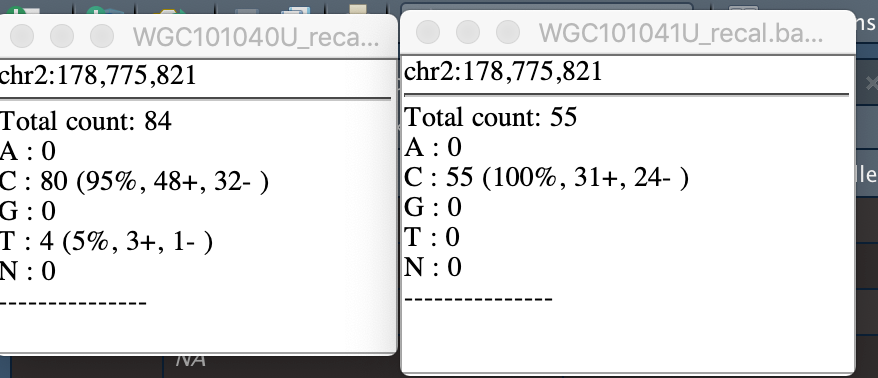 WGC101040U_reca...
chr2:178,775,821
Total count: 84
A : 0
C : 80 (95%, 48+, 32- )
G : 0
T : 4 (5%, 3+, 1- )
N : 0
---------------
NA
WGC101041U_recal.ba...
chr2:178,775,821
Total count: 55
A : 0
C : 55 (100%, 31+, 24- )
G : 0
T : 0
N : 0
---------------